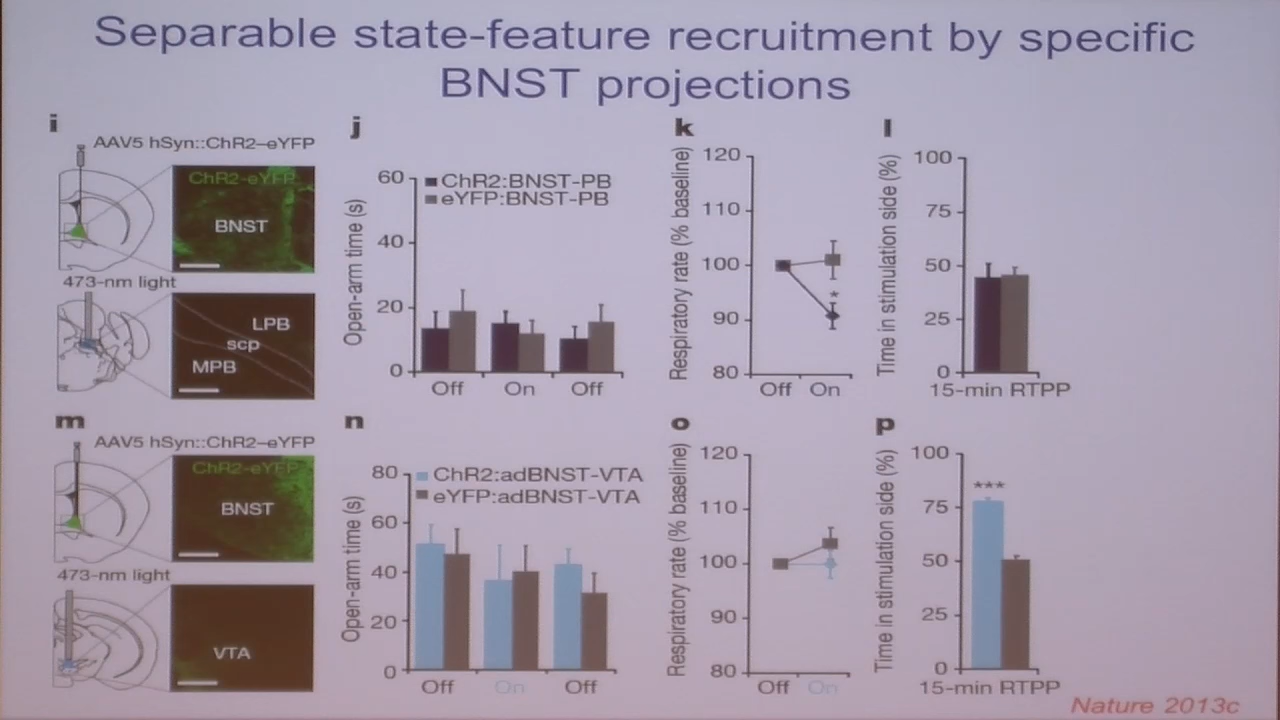 Separable state-feature recruitment by specific
BNST projections
i
AAV5 hSyn::ChR2–eYFP
ChR2-eYFP
BNST
473-nm light
LPB
scp
MPB
j
Open-arm time (s)
60
40
20
0
ChR2:BNST-PB
eYFP:BNST-PB
Off On Off
k
Respiratory rate (% baseline)
120
110
100
90
80
*
Off On
l
Time in stimulation side (%)
100
75
50
25
0
15-min RTPP
m
AAV5 hSyn::ChR2–eYFP
ChR2-eYFP
BNST
473-nm light
VTA
n
Open-arm time (s)
80
60
40
20
0
ChR2:adBNST-VTA
eYFP:adBNST-VTA
Off On Off
o
Respiratory rate (% baseline)
120
110
100
90
80
Off On
p
Time in stimulation side (%)
100
75
50
25
0
***
15-min RTPP
Nature 2013c